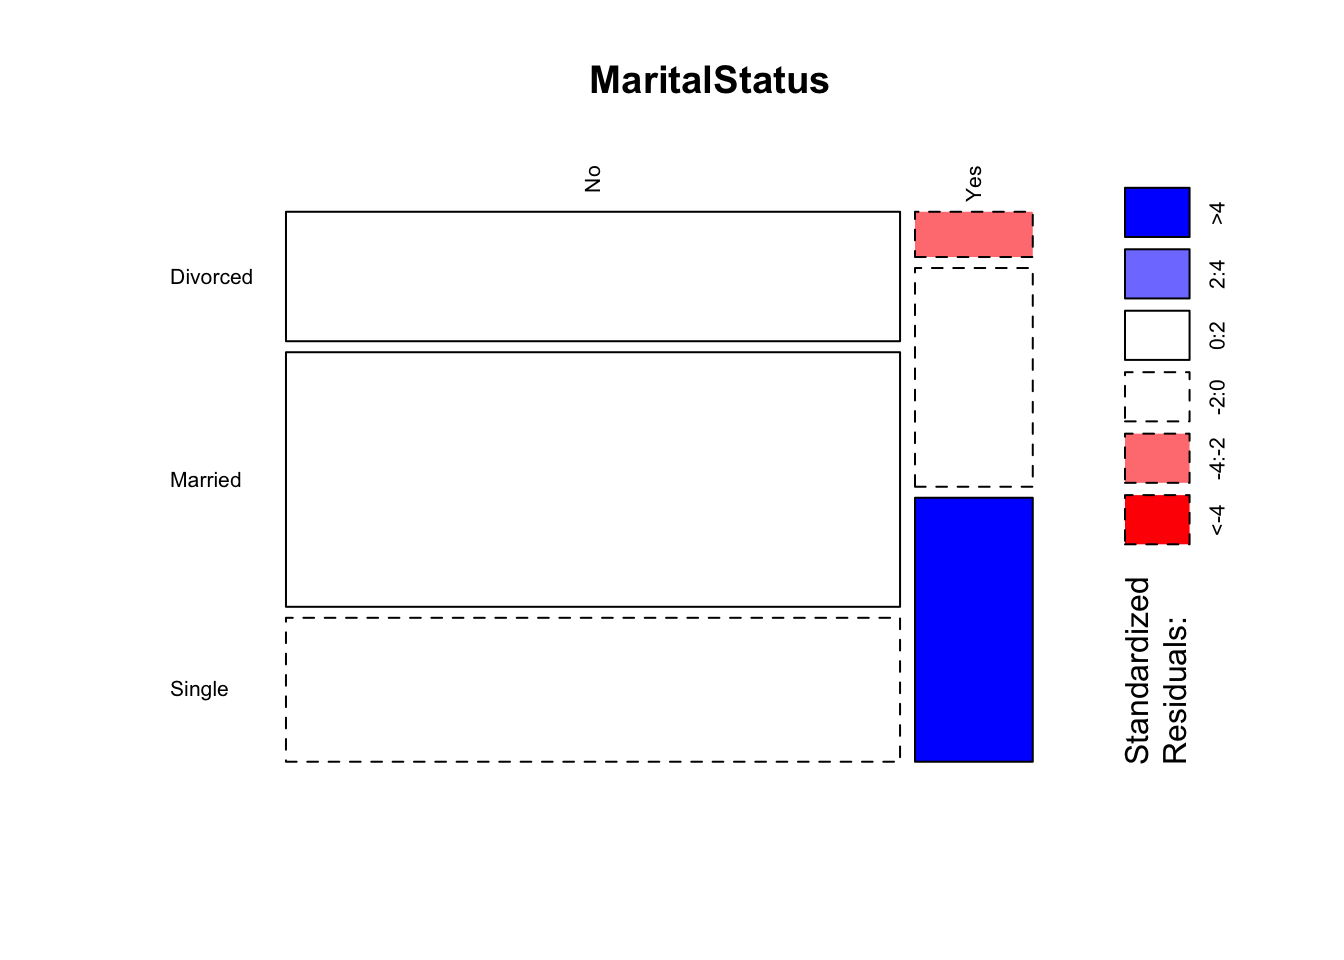 MaritalStatus
No
Yes
Divorced
Married
Single
>4
2:4
0:2
-2:0
-4:-2
<-4
Standardized
Residuals: